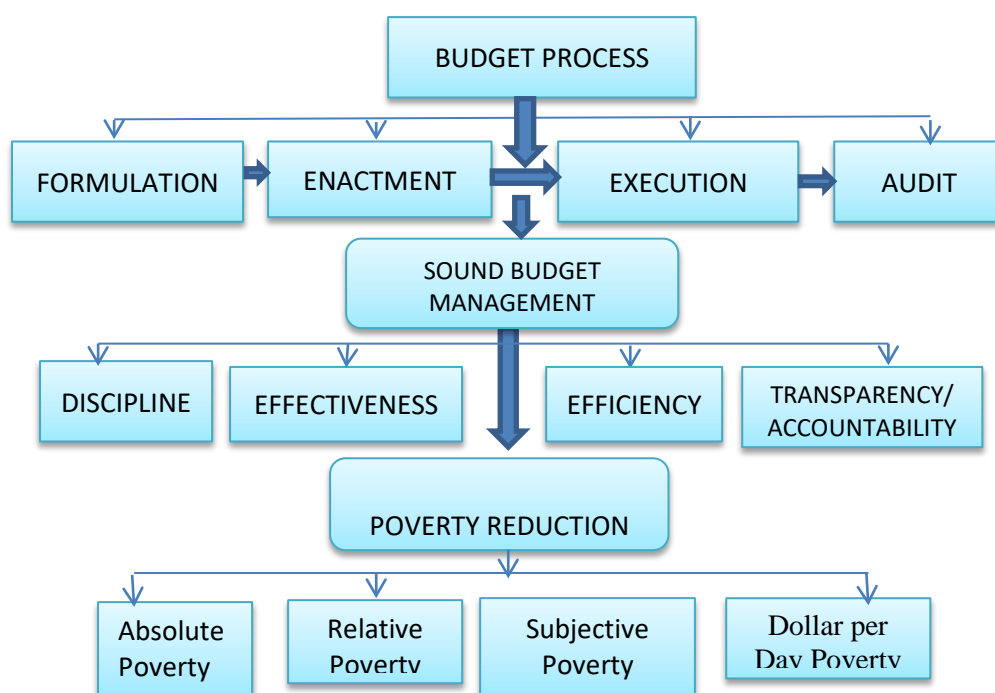 BUDGET PROCESS
FORMULATION
ENACTMENT
EXECUTION
AUDIT
SOUND BUDGET
MANAGEMENT
DISCIPLINE
EFFECTIVENESS
EFFICIENCY
TRANSPARENCY/
ACCOUNTABILITY
POVERTY REDUCTION
Absolute
Poverty
Relative
Poverty
Subjective
Poverty
Dollar per
Day Poverty